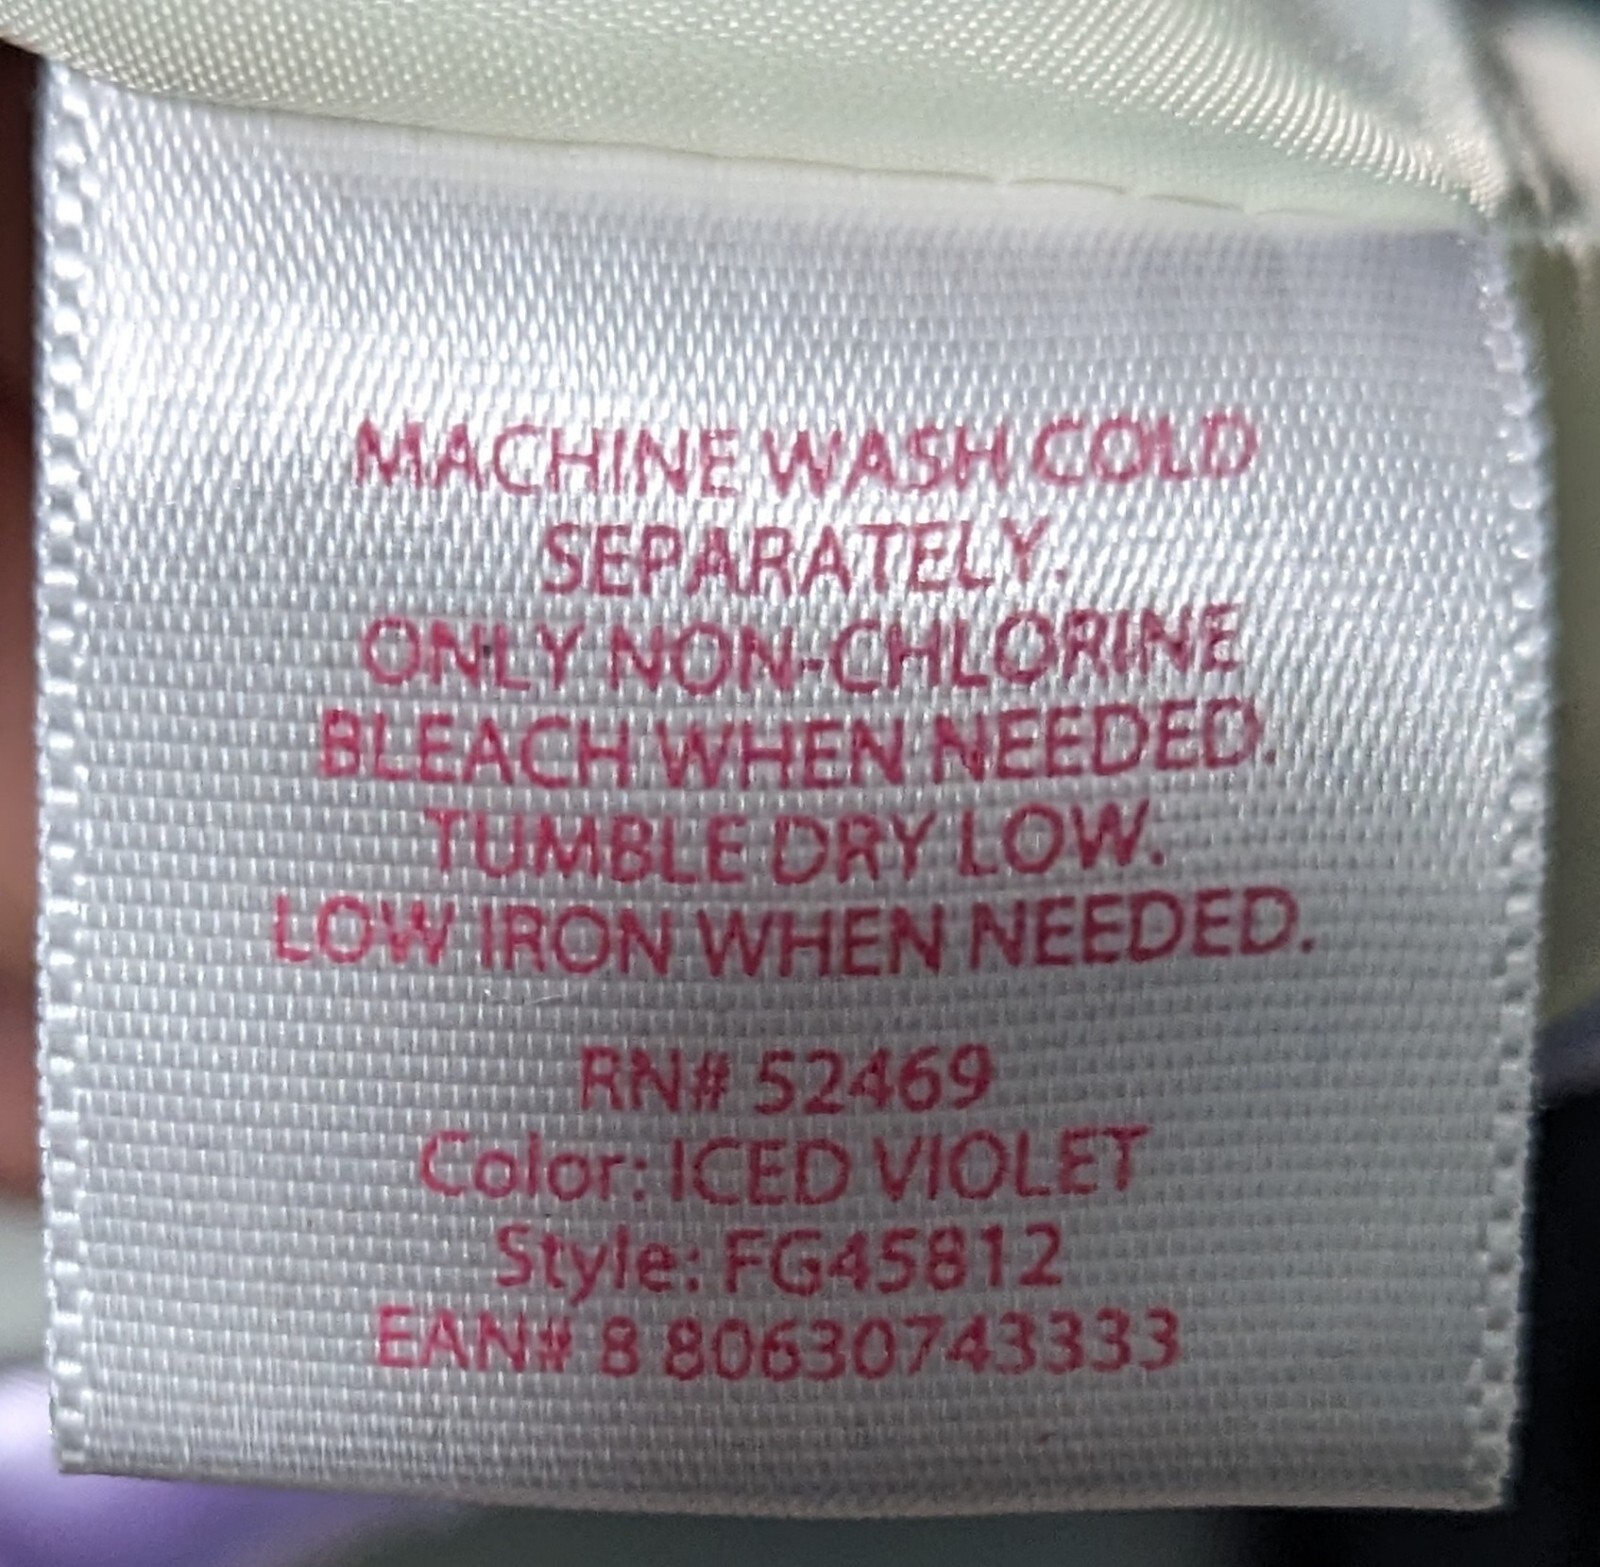 MACHINE WASH COLD
SEPARATELY.
ONLY NON-CHLORINE
BLEACH WHEN NEEDED.
TUMBLE DRY LOW.
LOW IRON WHEN NEEDED.
RN# 52469
Color: ICED VIOLET
Style: FG45812
EAN# 8 80630743333